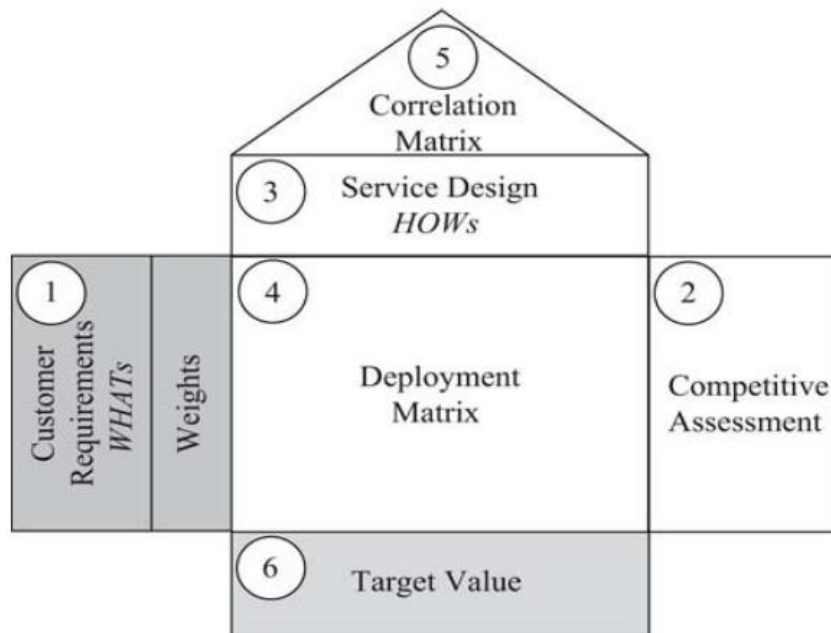 5
Correlation
Matrix
3
Service Design
HOWs
1
Customer
Requirements
WHATs
Weights
4
Deployment
Matrix
2
Competitive
Assessment
6
Target Value